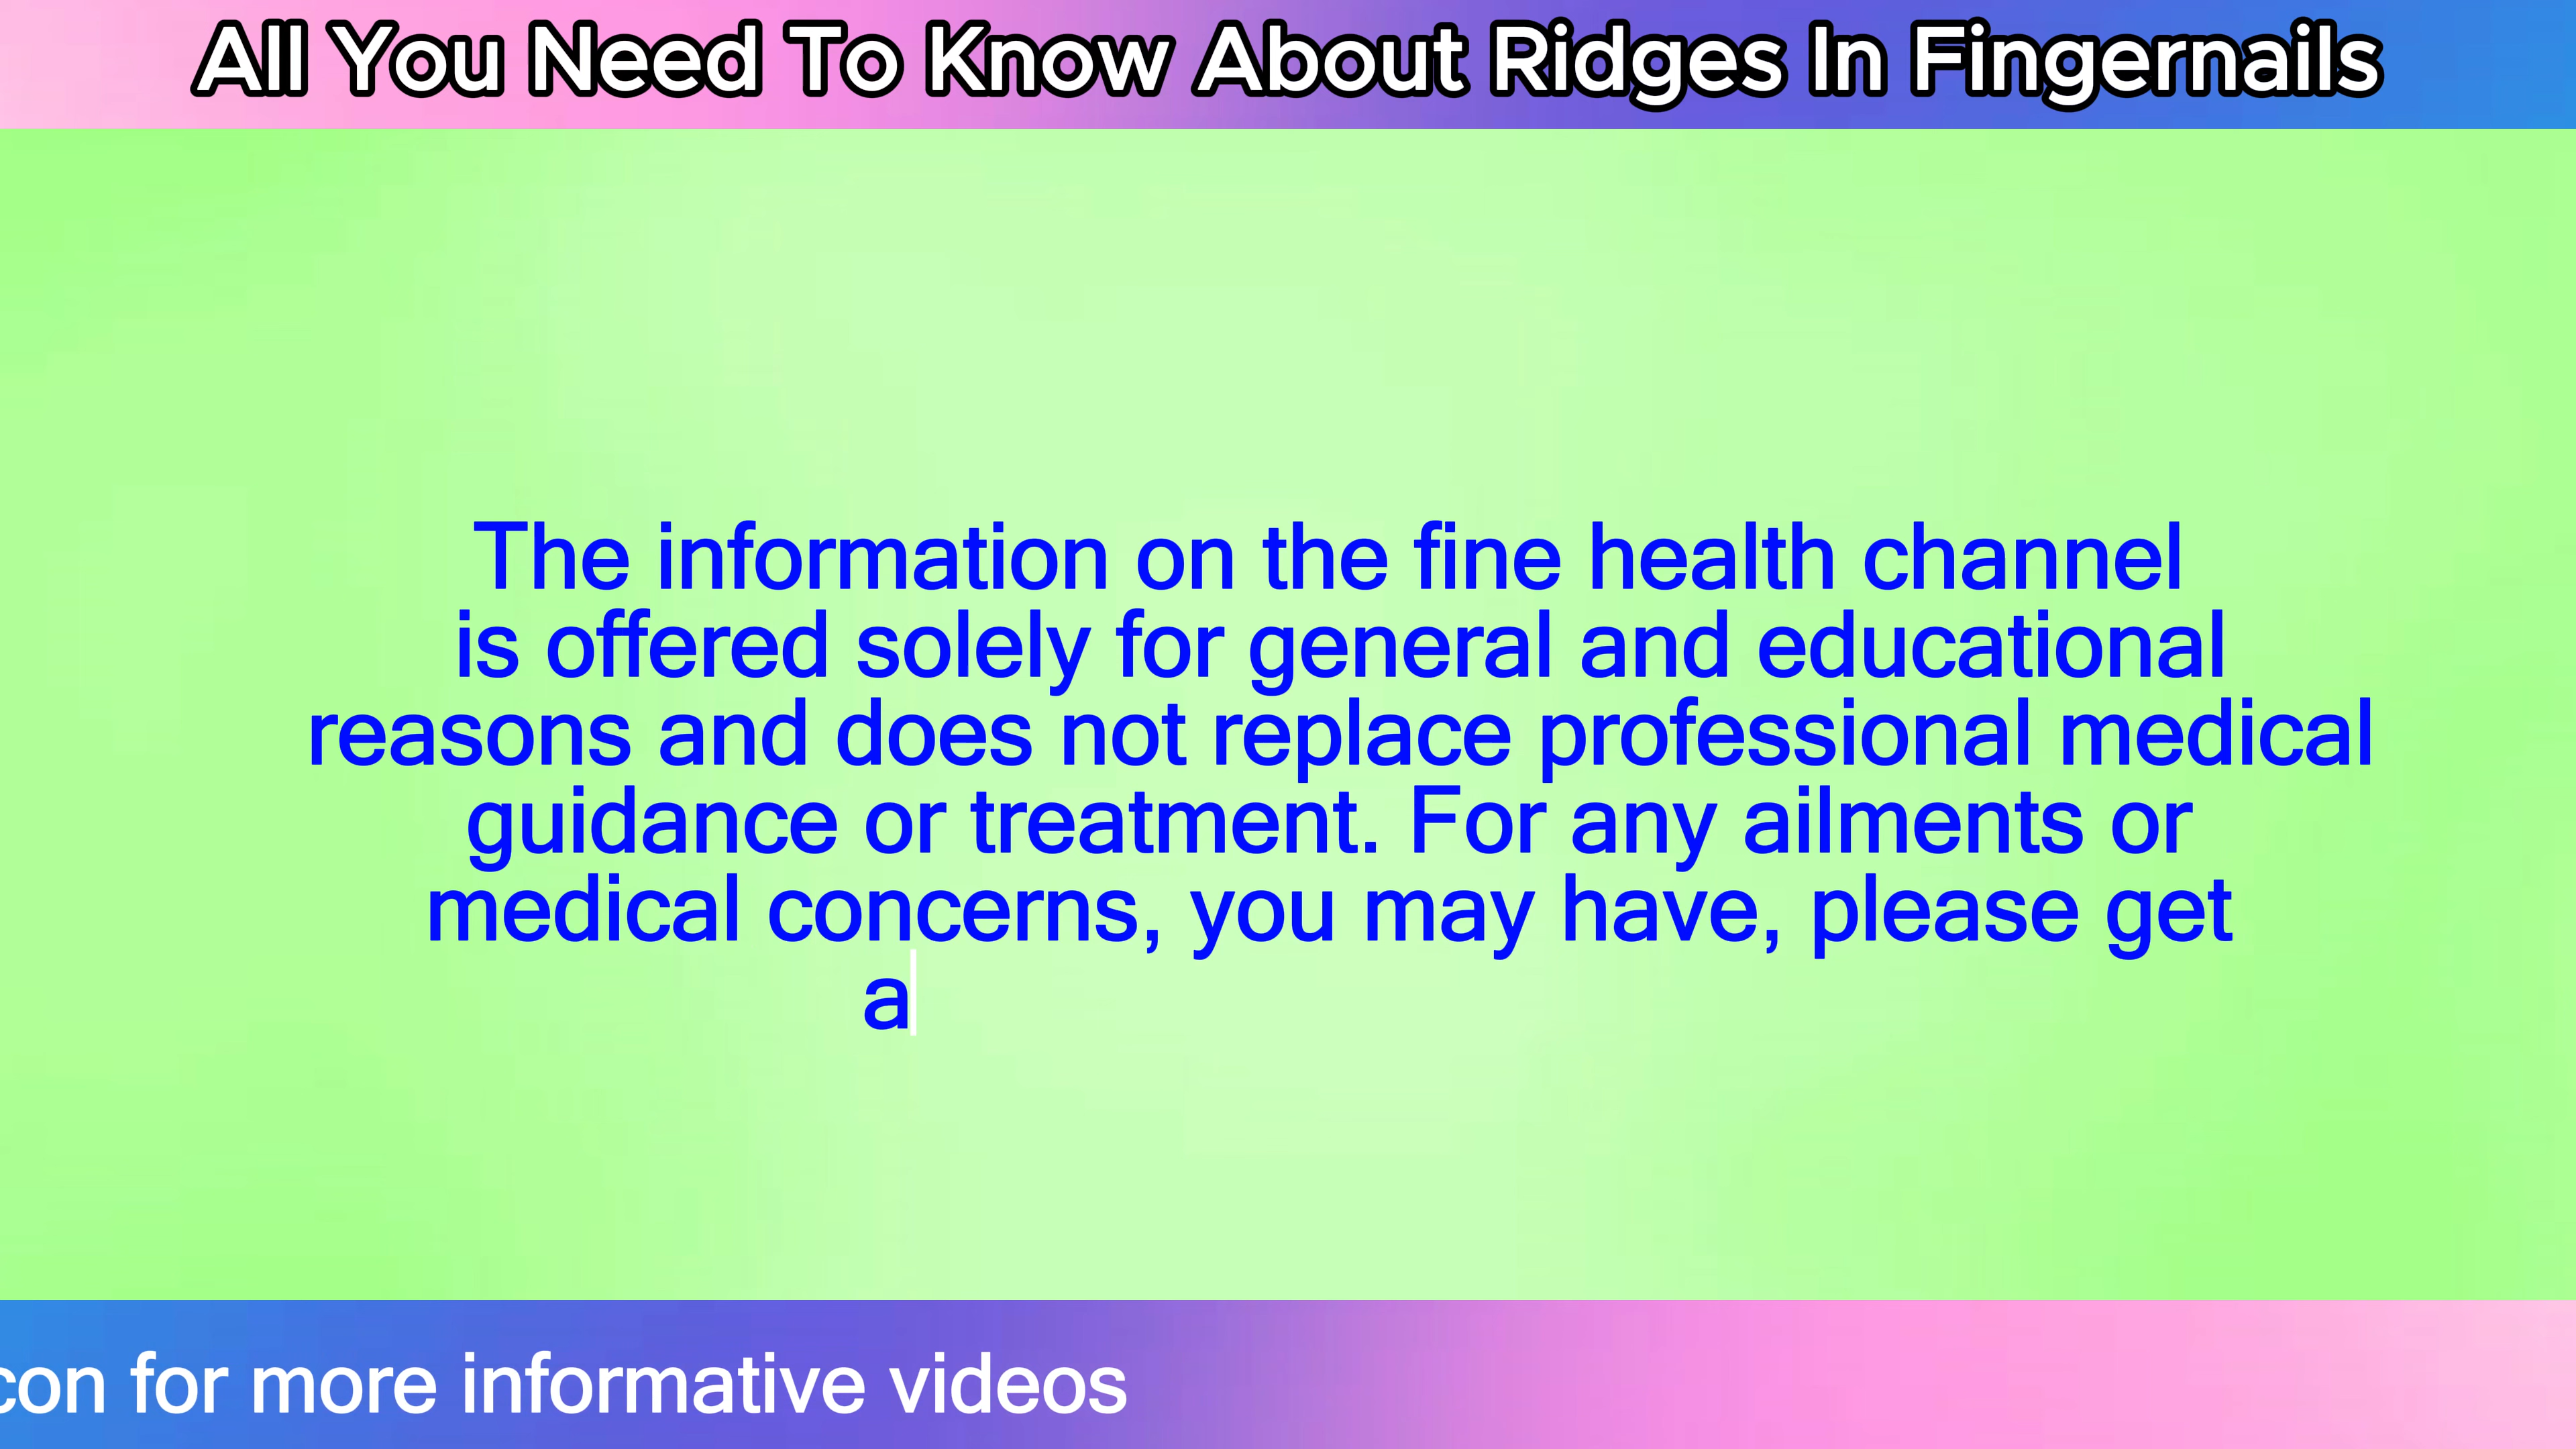 All You Need To Know About Ridges In Fingernails
The information on the fine health channel
is offered solely for general and educational
reasons and does not replace professional medical
guidance or treatment. For any ailments or
medical concerns, you may have, please get
a
con for more informative videos